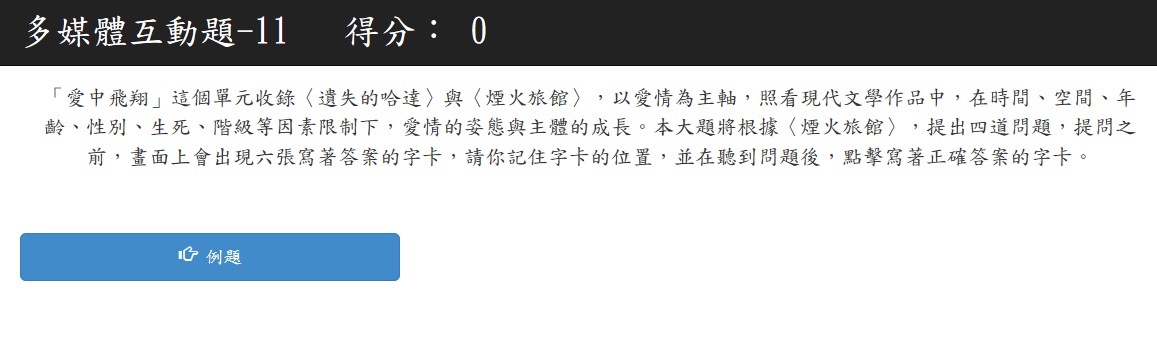 多媒體互動題-11 得分： 0
「愛中飛翔」這個單元收錄〈遺失的哈達〉與〈煙火旅館〉，以愛情為主軸，照看現代文學作品中，在時間、空間、年
齡、性別、生死、階級等因素限制下，愛情的姿態與主體的成長。本大題將根據〈煙火旅館〉，提出四道問題，提問之
前，畫面上會出現六張寫著答案的字卡，請你記住字卡的位置，並在聽到問題後，點擊寫著正確答案的字卡。
例題